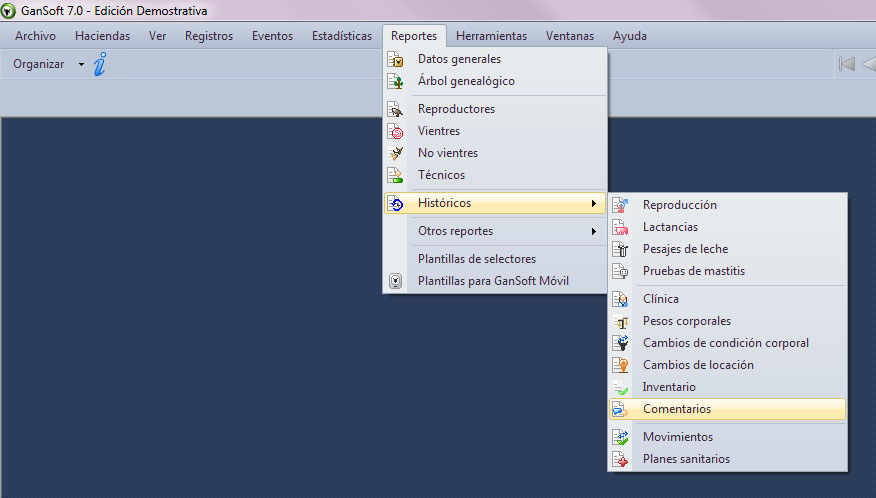 GanSoft 7.0 - Edición Demostrativa
Archivo Haciendas Ver Registros Eventos Estadísticas Reportes Herramientas Ventanas Ayuda
Organizar
Datos generales
Árbol genealógico
Reproductores
Vientres
No vientres
Técnicos
Históricos
Otros reportes
Plantillas de selectores
Plantillas para GanSoft Móvil
Reproducción
Lactancias
Pesajes de leche
Pruebas de mastitis
Clínica
Pesos corporales
Cambios de condición corporal
Cambios de locación
Inventario
Comentarios
Movimientos
Planes sanitarios